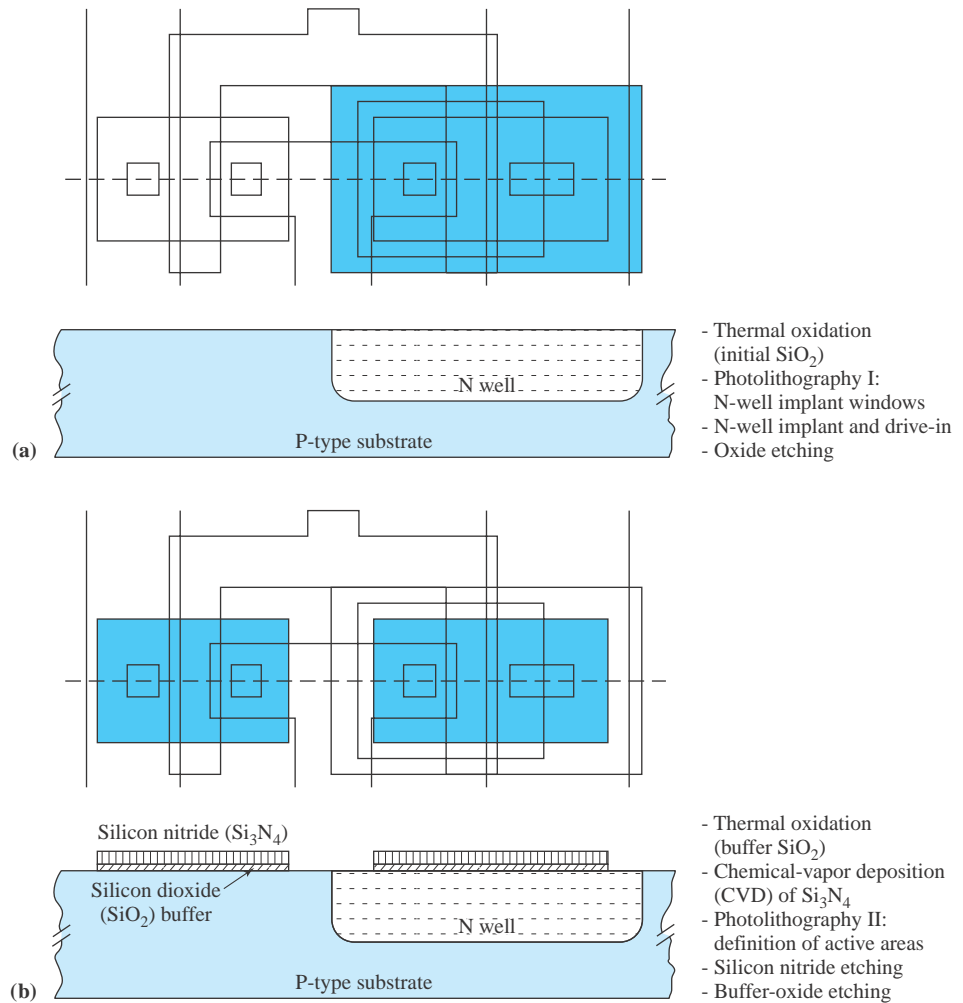 - Thermal oxidation
(initial SiO₂)
- Photolithography I:
N-well implant windows
- N-well implant and drive-in
- Oxide etching
N well
P-type substrate
(a)
Silicon nitride (Si₃N₄)
Silicon dioxide
(SiO₂) buffer
N well
P-type substrate
(b)
- Thermal oxidation
(buffer SiO₂)
- Chemical-vapor deposition
(CVD) of Si₃N₄
- Photolithography II:
definition of active areas
- Silicon nitride etching
- Buffer-oxide etching